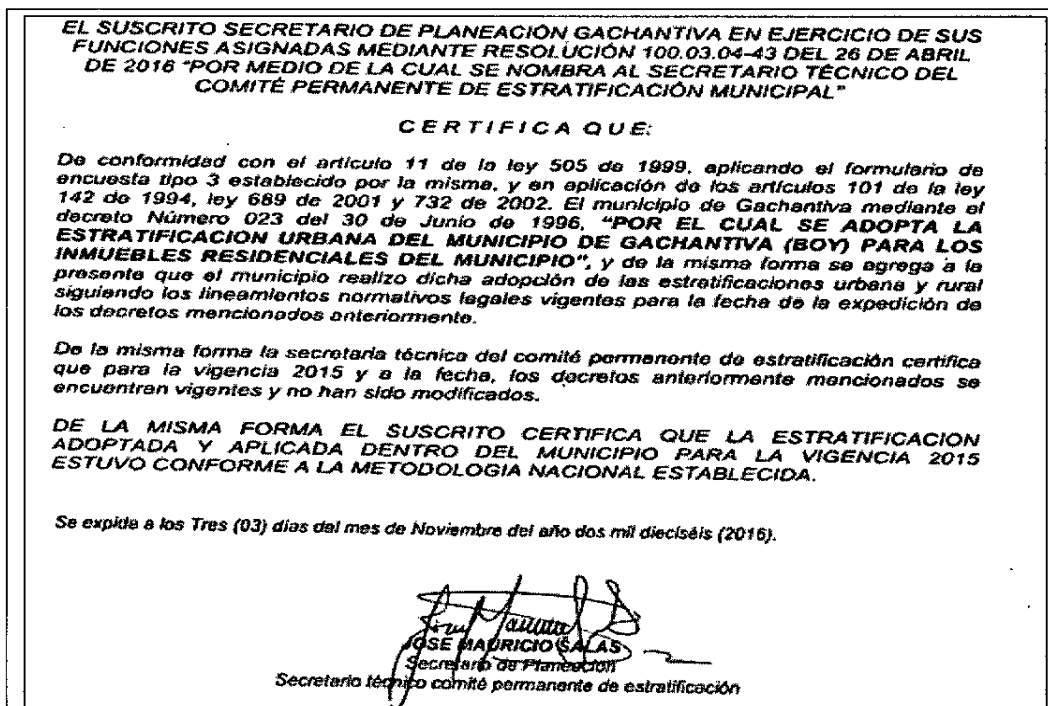 EL SUSCRITO SECRETARIO DE PLANEACIÓN GACHANTIVA EN EJERCICIO DE SUS
FUNCIONES ASIGNADAS MEDIANTE RESOLUCIÓN 100.03.04-43 DEL 26 DE ABRIL
DE 2016 "POR MEDIO DE LA CUAL SE NOMBRA AL SECRETARIO TÉCNICO DEL
COMITÉ PERMANENTE DE ESTRATIFICACIÓN MUNICIPAL"
CERTIFICA QUE:
De conformidad con el artículo 11 de la ley 505 de 1999, aplicando el formulario de
encuesta tipo 3 establecido por la misma, y en aplicación de los artículos 101 de la ley
142 de 1994, ley 689 de 2001 y 732 de 2002. El municipio de Gachantiva mediante el
decreto Número 023 del 30 de Junio de 1996, "POR EL CUAL SE ADOPTA LA
ESTRATIFICACION URBANA DEL MUNICIPIO DE GACHANTIVA (BOY) PARA LOS
INMUEBLES RESIDENCIALES DEL MUNICIPIO", y de la misma forma se agrega a la
presente que el municipio realizo dicha adopción de las estratificaciones urbana y rural
siguiendo los lineamientos normativos legales vigentes para la fecha de la expedición de
los decretos mencionados anteriormente.
De la misma forma la secretaria técnica del comité permanente de estratificación certifica
que para la vigencia 2015 y a la fecha, los decretos anteriormente mencionados se
encuentran vigentes y no han sido modificados.
DE LA MISMA FORMA EL SUSCRITO CERTIFICA QUE LA ESTRATIFICACION
ADOPTADA Y APLICADA DENTRO DEL MUNICIPIO PARA LA VIGENCIA 2015
ESTUVO CONFORME A LA METODOLOGIA NACIONAL ESTABLECIDA.
Se expida a los Tres (03) días del mes de Noviembre del año dos mil dieciséis (2016).
JOSE MAURICIO SALAS
Secretario de Planeación
Secretario técnico comité permanente de estratificación